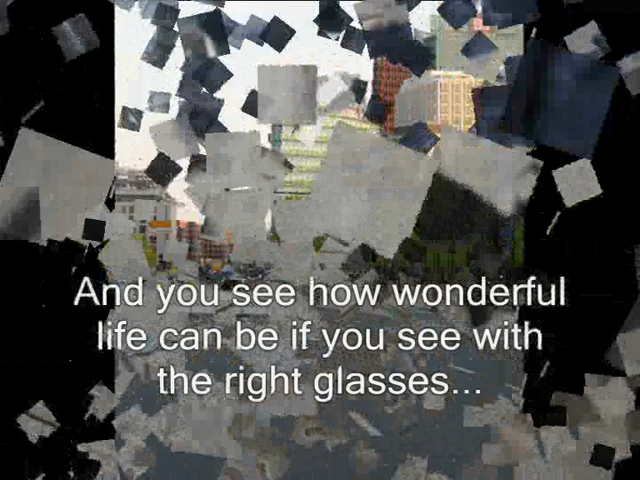 And you see how wonderful
life can be if you see with
the right glasses...